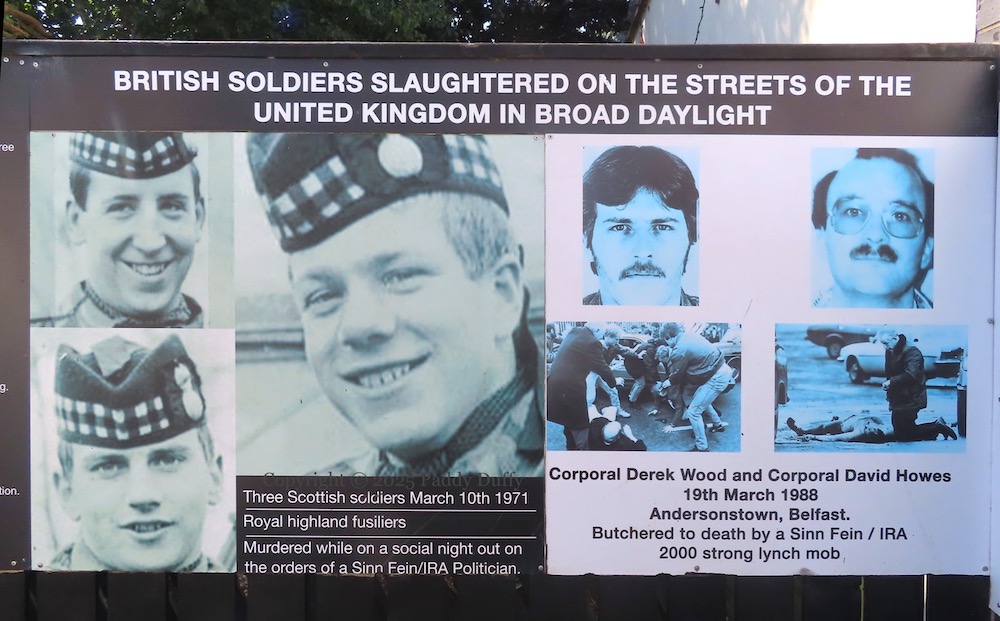 BRITISH SOLDIERS SLAUGHTERED ON THE STREETS OF THE
UNITED KINGDOM IN BROAD DAYLIGHT
ree
g.
tion.
Copyright © 2025 Paddy Duffy
Three Scottish soldiers March 10th 1971
Royal highland fusiliers
Murdered while on a social night out on
the orders of a Sinn Fein/IRA Politician.
Corporal Derek Wood and Corporal David Howes
19th March 1988
Andersonstown, Belfast.
Butchered to death by a Sinn Fein / IRA
2000 strong lynch mob